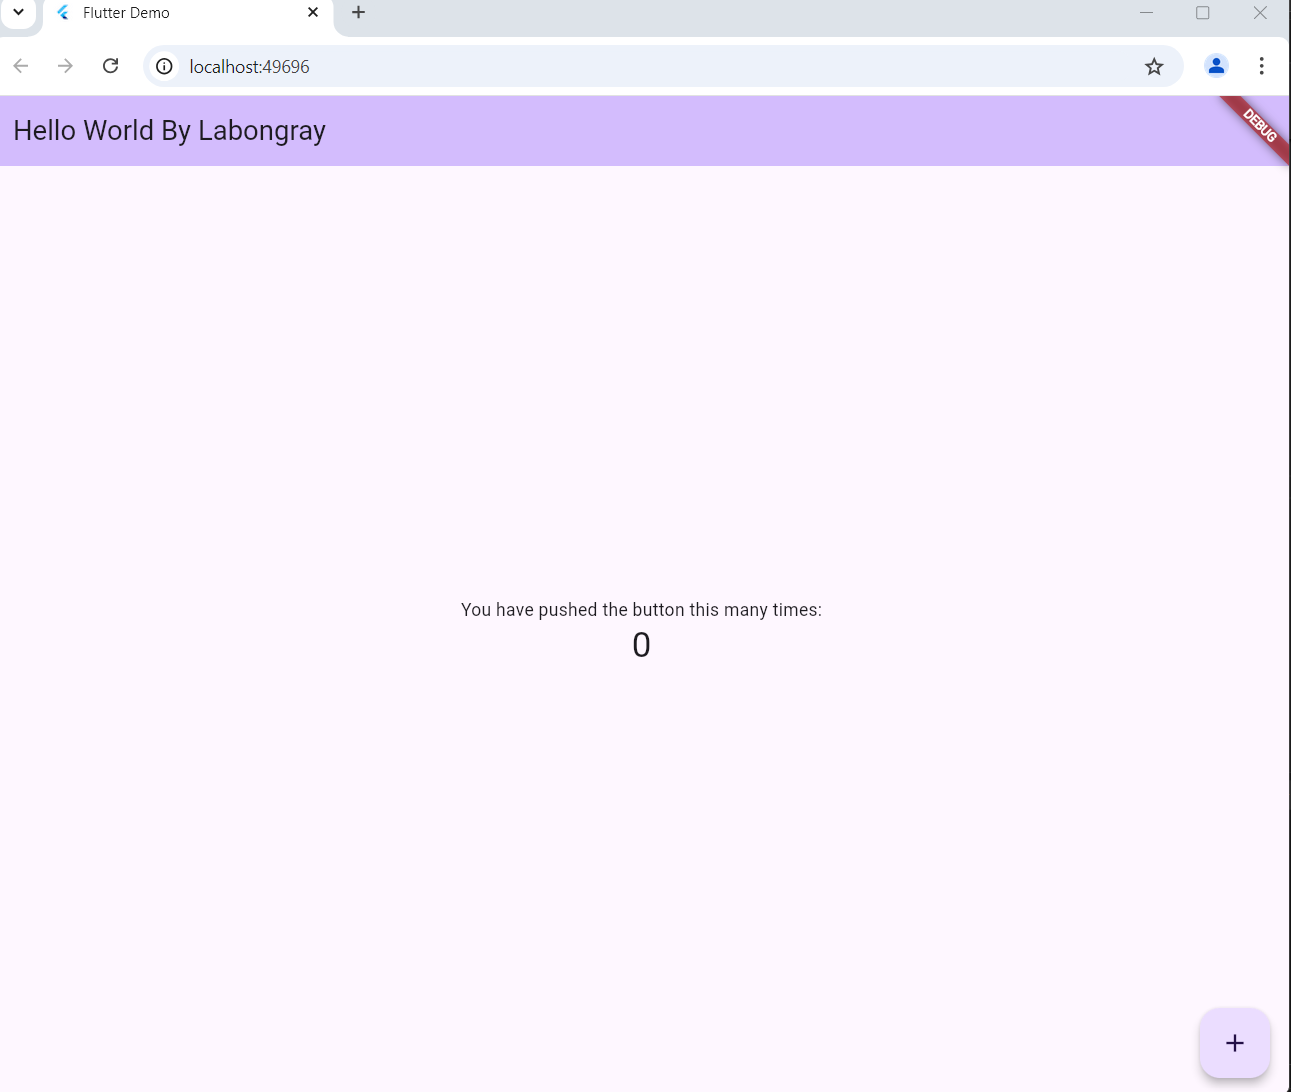 Flutter Demo
localhost:49696
Hello World By Labongray
DEBUG
You have pushed the button this many times:
0